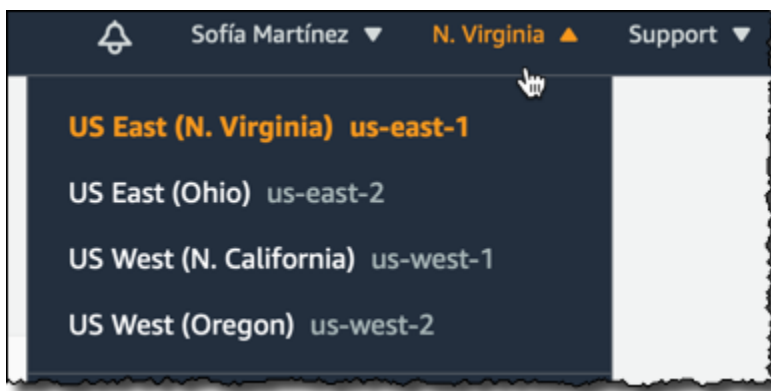 Sofía Martínez N. Virginia Support
US East (N. Virginia) us-east-1
US East (Ohio) us-east-2
US West (N. California) us-west-1
US West (Oregon) us-west-2